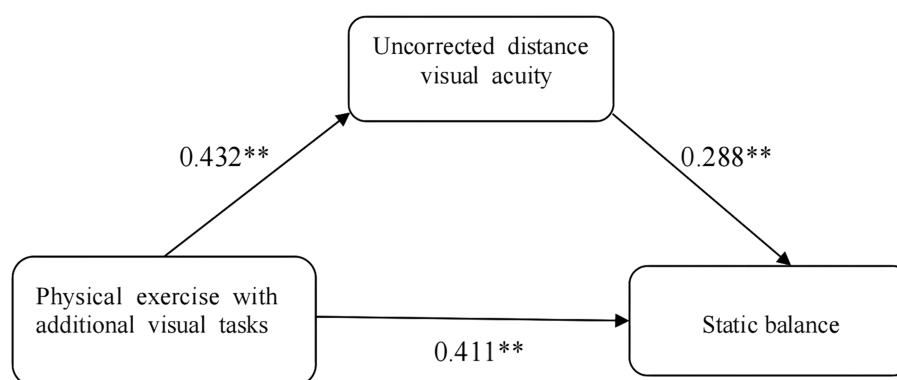 Uncorrected distance
visual acuity
0.432**
0.288**
Physical exercise with
additional visual tasks
Static balance
0.411**